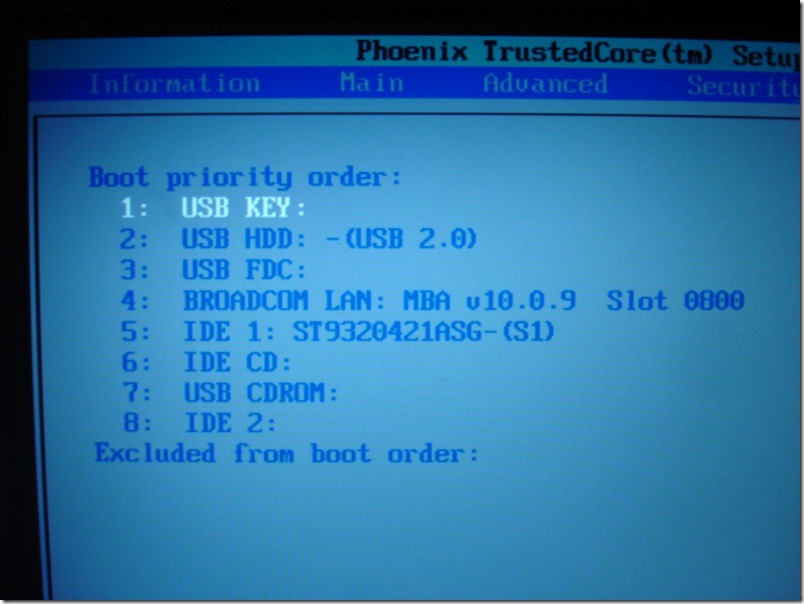 Phoenix TrustedCore(tm) Setup
Information Main Advanced Security
Boot priority order:
1: USB KEY:
2: USB HDD: -(USB 2.0)
3: USB FDC:
4: BROADCOM LAN: MBA v10.0.9 Slot 0800
5: IDE 1: ST9320421ASG-(S1)
6: IDE CD:
7: USB CDROM:
8: IDE 2:
Excluded from boot order: